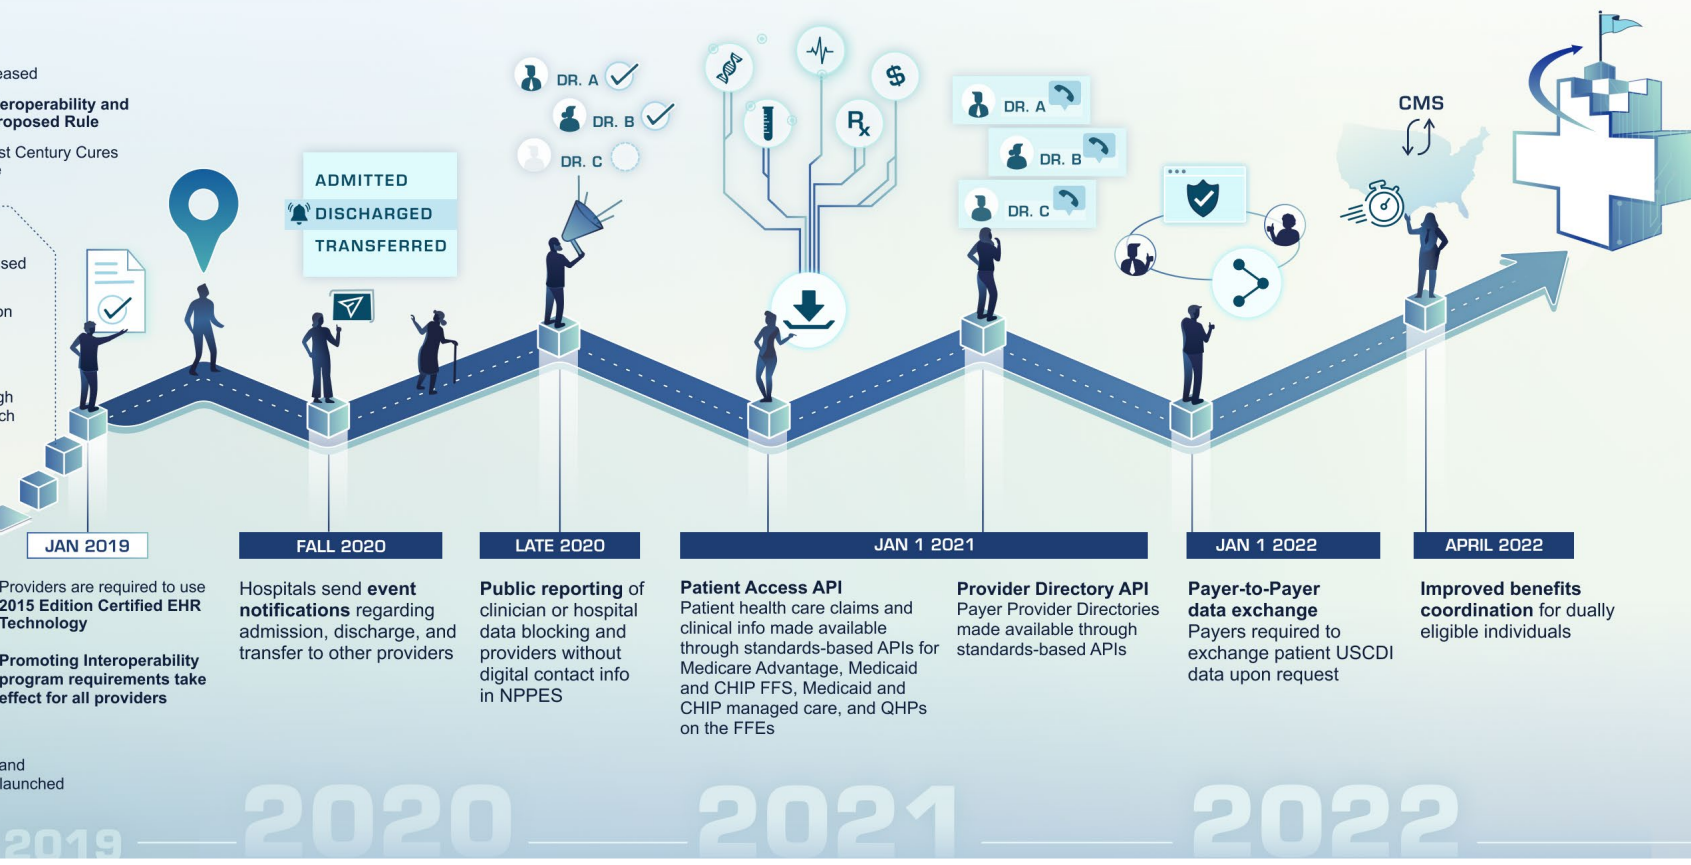 eased
eroperability and
roposed Rule
st Century Cures
sed
on
gh
ch
DR. A
DR. B
DR. C
ADMITTED
DISCHARGED
TRANSFERRED
$
Rx
DR. A
DR. B
DR. C
CMS
JAN 2019
Providers are required to use
2015 Edition Certified EHR
Technology
Promoting Interoperability
program requirements take
effect for all providers
and
launched
FALL 2020
Hospitals send event
notifications regarding
admission, discharge, and
transfer to other providers
LATE 2020
Public reporting of
clinician or hospital
data blocking and
providers without
digital contact info
in NPPES
JAN 1 2021
Patient Access API
Patient health care claims and
clinical info made available
through standards-based APIs for
Medicare Advantage, Medicaid
and CHIP FFS, Medicaid and
CHIP managed care, and QHPs
on the FFEs
Provider Directory API
Payer Provider Directories
made available through
standards-based APIs
JAN 1 2022
Payer-to-Payer
data exchange
Payers required to
exchange patient USCDI
data upon request
APRIL 2022
Improved benefits
coordination for dually
eligible individuals
2019
2020
2021
2022